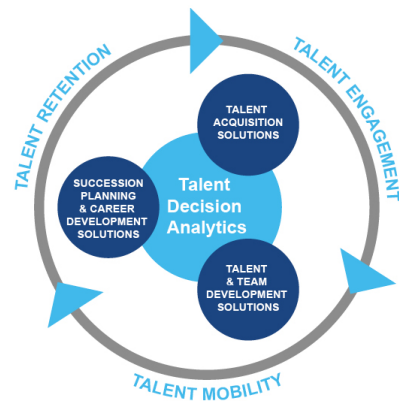 TALENT RETENTION
TALENT ENGAGEMENT
TALENT
ACQUISITION
SOLUTIONS
SUCCESSION
PLANNING
& CAREER
DEVELOPMENT
SOLUTIONS
Talent
Decision
Analytics
TALENT
& TEAM
DEVELOPMENT
SOLUTIONS
TALENT MOBILITY